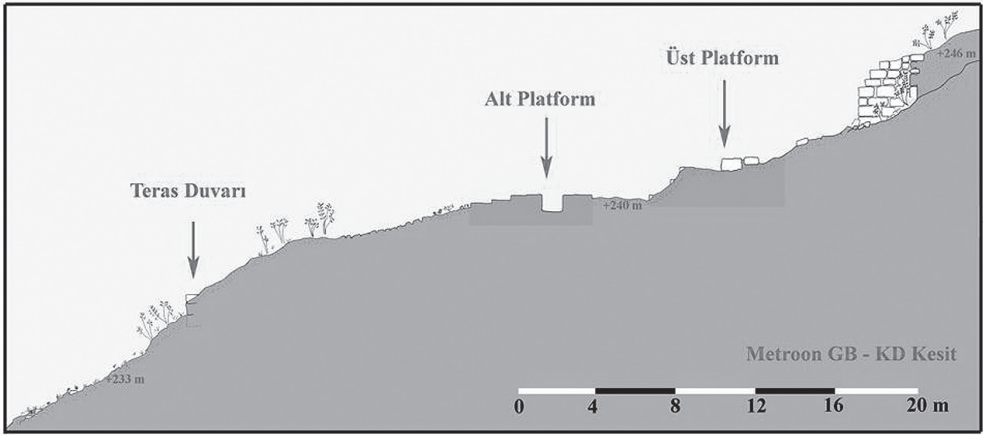 Üst Platform
+246 m
Alt Platform
Teras Duvarı
+240 m
+233 m
Metroon GB - KD Kesit
0 4 8 12 16 20 m